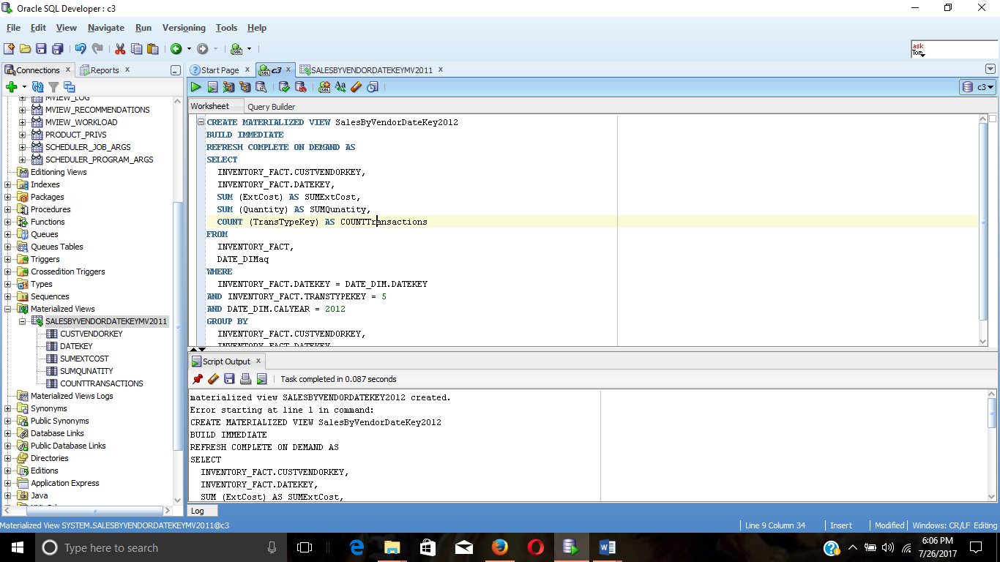 Oracle SQL Developer : c3
File Edit View Navigate Run Versioning Tools Help
ask
Tom
Connections x Reports x
Start Page x c3 x SALESBYVENDORDATEKEYMV2011 x
c3
Worksheet Query Builder
MVIEW_LOG
MVIEW_RECOMMENDATIONS
MVIEW_WORKLOAD
PRODUCT_PRIVS
SCHEDULER_JOB_ARGS
SCHEDULER_PROGRAM_ARGS
Editioning Views
Indexes
Packages
Procedures
Functions
Queues
Queues Tables
Triggers
Crossedition Triggers
Types
Sequences
Materialized Views
SALESBYVENDORDATEKEYMV2011
CUSTVENDORKEY
DATEKEY
SUMEXTCOST
SUMQUNATITY
COUNTTRANSACTIONS
Materialized Views Logs
Synonyms
Public Synonyms
Database Links
Public Database Links
Directories
Editions
Application Express
Java
CREATE MATERIALIZED VIEW SalesByVendorDateKey2012
BUILD IMMEDIATE
REFRESH COMPLETE ON DEMAND AS
SELECT
INVENTORY_FACT.CUSTVENDORKEY,
INVENTORY_FACT.DATEKEY,
SUM (ExtCost) AS SUMExtCost,
SUM (Quantity) AS SUMQunatity,
COUNT (TransTypeKey) AS COUNTTransactions
FROM
INVENTORY_FACT,
DATE_DIMaq
WHERE
INVENTORY_FACT.DATEKEY = DATE_DIM.DATEKEY
AND INVENTORY_FACT.TRANSTYPEKEY = 5
AND DATE_DIM.CALYEAR = 2012
GROUP BY
INVENTORY_FACT.CUSTVENDORKEY,
INVENTORY_FACT.DATEKEY
Script Output x
Task completed in 0.087 seconds
materialized view SALESBYVENDORDATEKEY2012 created.
Error starting at line 1 in command:
CREATE MATERIALIZED VIEW SalesByVendorDateKey2012
BUILD IMMEDIATE
REFRESH COMPLETE ON DEMAND AS
SELECT
INVENTORY_FACT.CUSTVENDORKEY,
INVENTORY_FACT.DATEKEY,
SUM (ExtCost) AS SUMExtCost,
Log
Materialized View SYSTEM.SALESBYVENDORDATEKEYMV2011@c3
Line 9 Column 34 Insert Modified Windows: CR/LF Editing
Type here to search
6:06 PM
7/26/2017